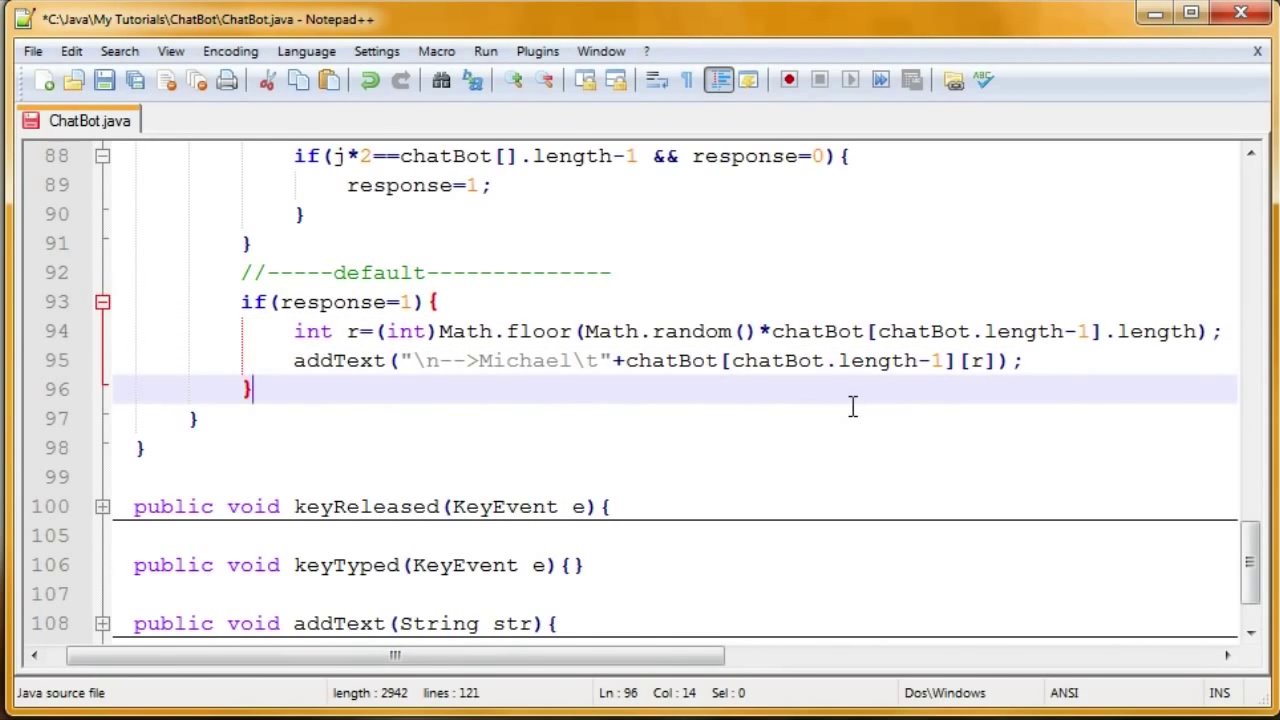 *C:\Java\My Tutorials\ChatBot\ChatBot.java - Notepad++
File Edit Search View Encoding Language Settings Macro Run Plugins Window ? X
ABC
ChatBot.java
88 if(j*2==chatBot[].length-1 && response=0){
89 response=1;
90 }
91 }
92 //-----default--------------
93 if(response=1){
94 int r=(int)Math.floor(Math.random()*chatBot[chatBot.length-1].length);
95 addText("\n-->Michael\t"+chatBot[chatBot.length-1][r]);
96 }
97 }
98 }
99
100 public void keyReleased(KeyEvent e){
105
106 public void keyTyped(KeyEvent e){}
107
108 public void addText(String str){
Java source file length : 2942 lines : 121 Ln : 96 Col : 14 Sel : 0 Dos\Windows ANSI INS